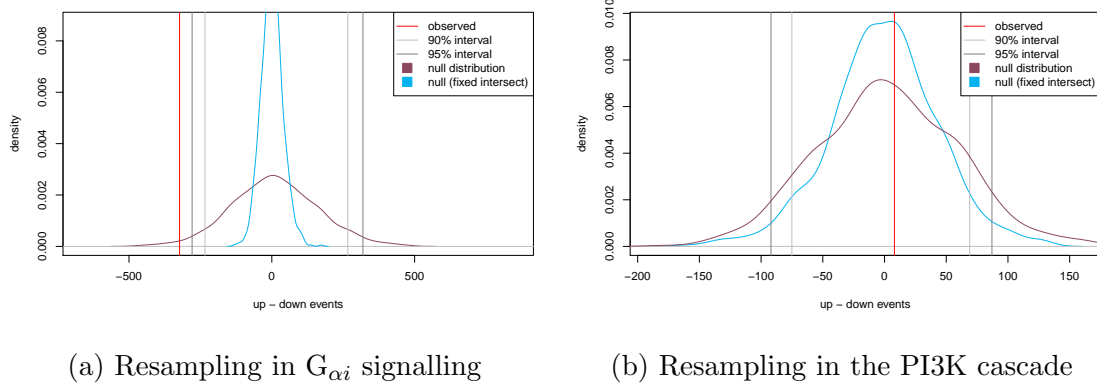 0.008
0.006
0.004
0.002
0.000
density
−500
0
500
up − down events
observed
90% interval
95% interval
null distribution
null (fixed intersect)
(a) Resampling in Gαi signalling
0.010
0.008
0.006
0.004
0.002
0.000
density
−200
−150
−100
−50
0
50
100
150
up − down events
observed
90% interval
95% interval
null distribution
null (fixed intersect)
(b) Resampling in the PI3K cascade